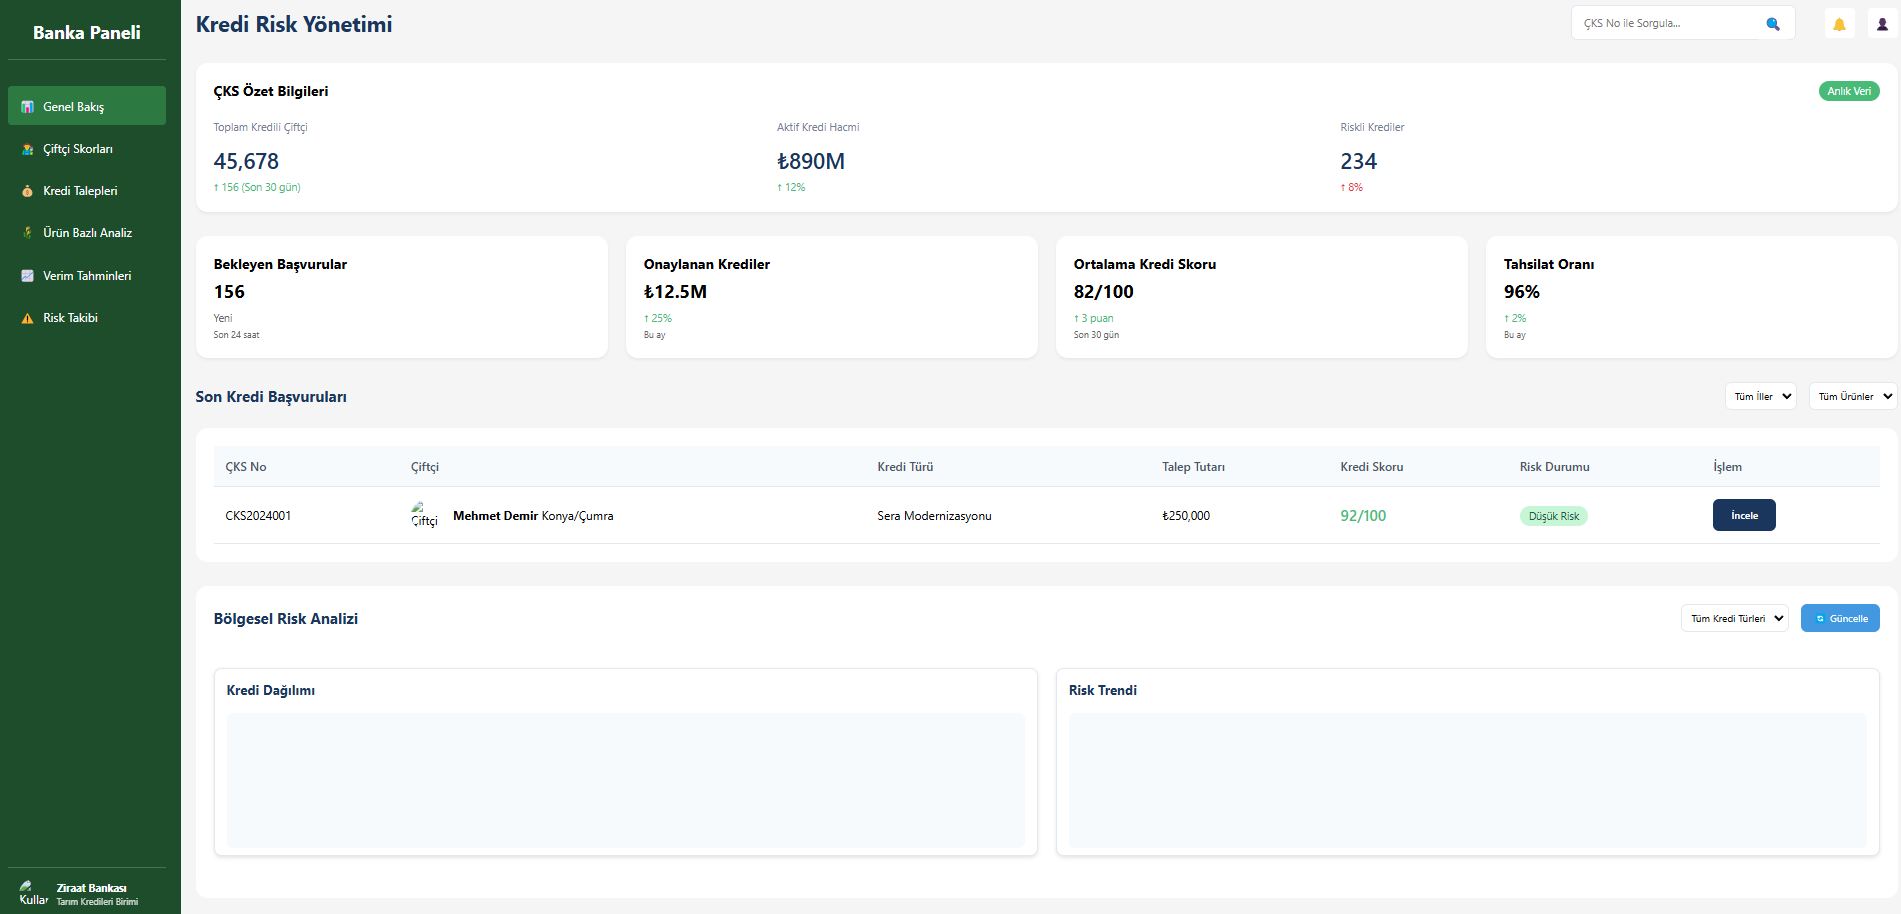 Banka Paneli
Genel Bakış
Çiftçi Skorları
Kredi Talepleri
Ürün Bazlı Analiz
Verim Tahminleri
Risk Takibi
Kullar
Ziraat Bankası
Tarım Kredileri Birimi
Kredi Risk Yönetimi
ÇKS No ile Sorgula...
ÇKS Özet Bilgileri
Anlık Veri
Toplam Kredili Çiftçi
45,678
↑ 156 (Son 30 gün)
Aktif Kredi Hacmi
₺890M
↑ 12%
Riskli Krediler
234
↑ 8%
Bekleyen Başvurular
156
Yeni
Son 24 saat
Onaylanan Krediler
₺12.5M
↑ 25%
Bu ay
Ortalama Kredi Skoru
82/100
↑ 3 puan
Son 30 gün
Tahsilat Oranı
96%
↑ 2%
Bu ay
Son Kredi Başvuruları
Tüm İller
Tüm Ürünler
ÇKS No Çiftçi Kredi Türü Talep Tutarı Kredi Skoru Risk Durumu İşlem
CKS2024001 Çiftçi Mehmet Demir Konya/Çumra Sera Modernizasyonu ₺250,000 92/100 Düşük Risk İncele
Bölgesel Risk Analizi
Tüm Kredi Türleri
Güncelle
Kredi Dağılımı
Risk Trendi